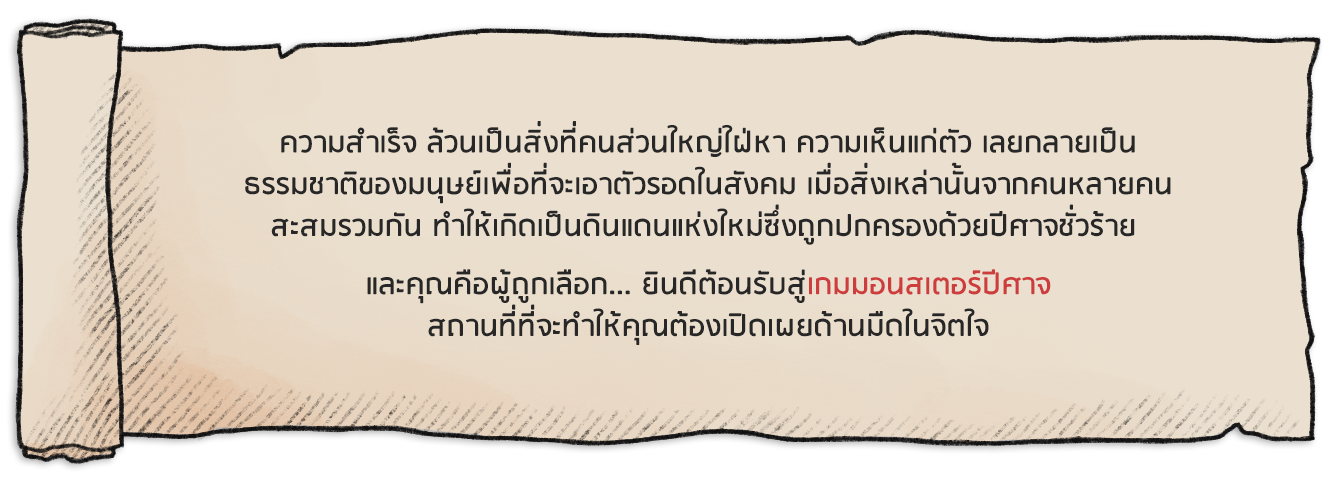 ความสำเร็จ ล้วนเป็นสิ่งที่คนส่วนใหญ่ใฝ่หา ความเห็นแก่ตัว เลยกลายเป็น
ธรรมชาติของมนุษย์เพื่อที่จะเอาตัวรอดในสังคม เมื่อสิ่งเหล่านั้นจากคนหลายคน
สะสมรวมกัน ทำให้เกิดเป็นดินแดนแห่งใหม่ซึ่งถูกปกครองด้วยปีศาจชั่วร้าย
และคุณคือผู้ถูกเลือก... ยินดีต้อนรับสู่เกมมอนสเตอร์ปีศาจ
สถานที่ที่จะทำให้คุณต้องเปิดเผยด้านมืดในจิตใจ